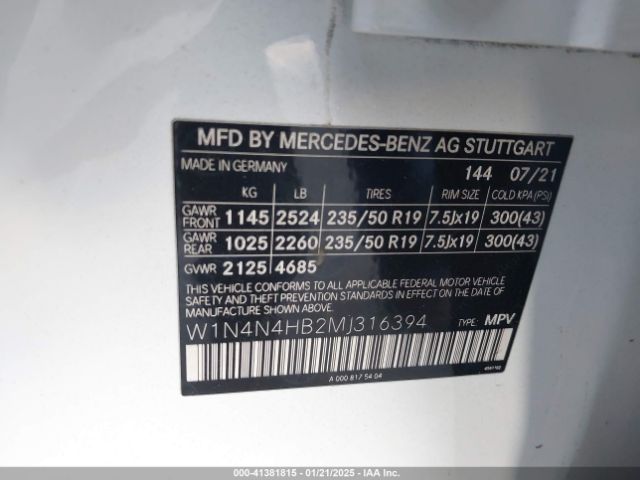 MFD BY MERCEDES-BENZ AG STUTTGART
MADE IN GERMANY 144 07/21
KG LB TIRES RIM SIZE COLD KPA (PSI)
GAWR FRONT 1145 2524 235/50 R19 7.5Jx19 300(43)
GAWR REAR 1025 2260 235/50 R19 7.5Jx19 300(43)
GVWR 2125 4685
THIS VEHICLE CONFORMS TO ALL APPLICABLE FEDERAL MOTOR VEHICLE
SAFETY, BUMPER, AND THEFT PREVENTION STANDARDS IN EFFECT ON THE DATE OF
MANUFACTURE SHOWN ABOVE.
W1N4N4HB2MJ316394 TYPE: MPV
A 000 817 54 04
000-41381815 - 01/21/2025 - IAA Inc.